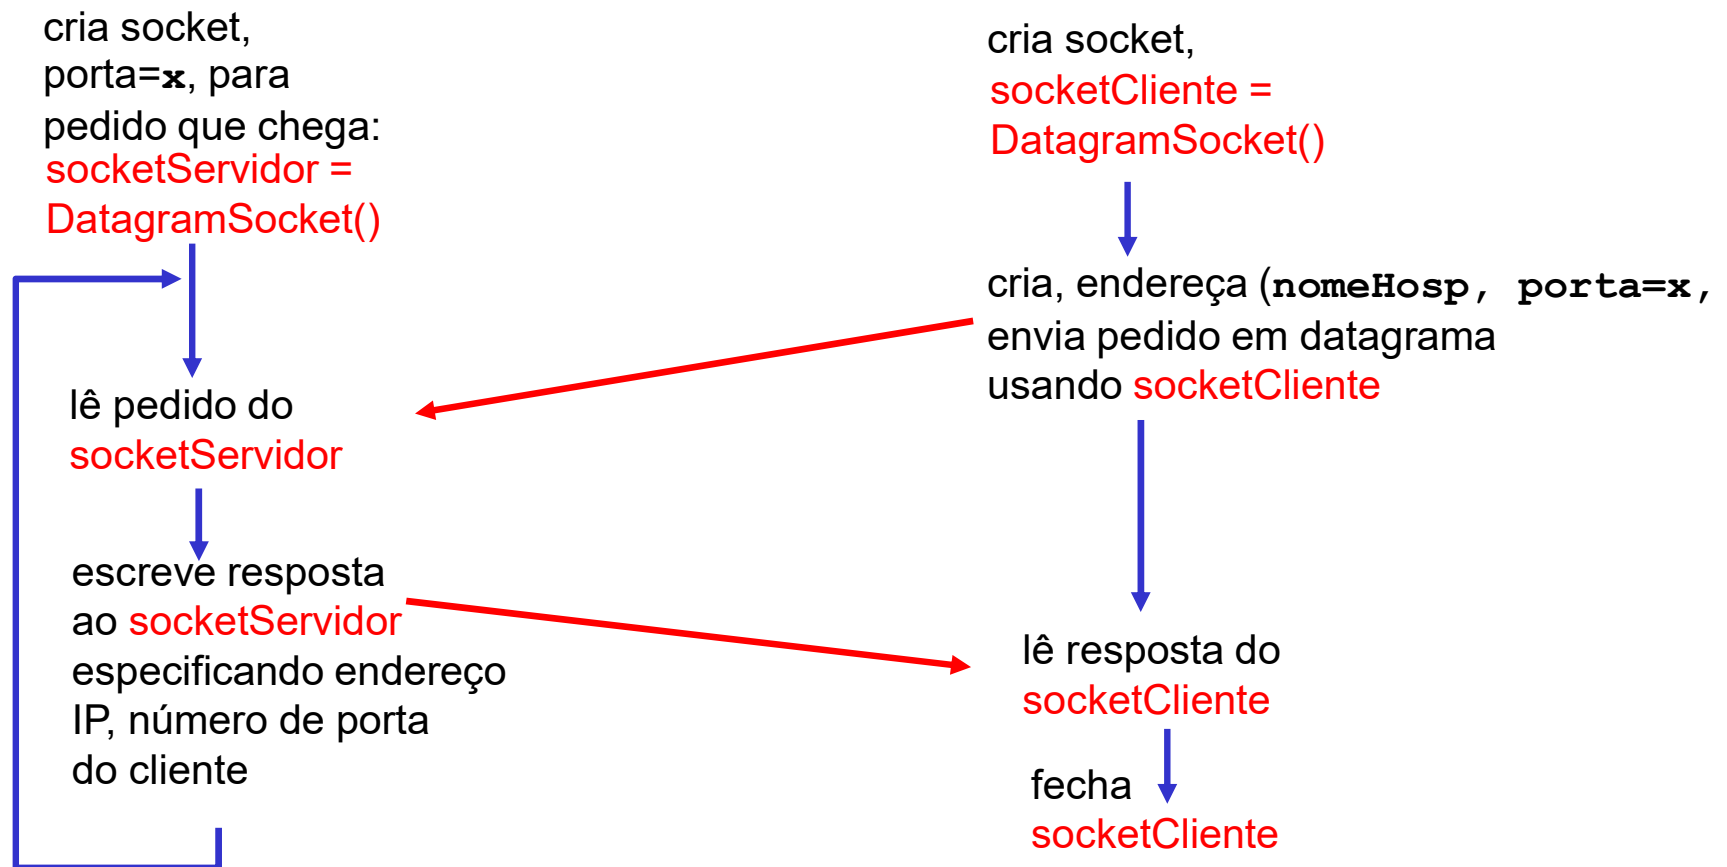 cria socket,
porta=x, para
pedido que chega:
socketServidor =
DatagramSocket()
lê pedido do
socketServidor
escreve resposta
ao socketServidor
especificando endereço
IP, número de porta
do cliente
cria socket,
socketCliente =
DatagramSocket()
cria, endereça (nomeHosp, porta=x,
envia pedido em datagrama
usando socketCliente
lê resposta do
socketCliente
fecha
socketCliente